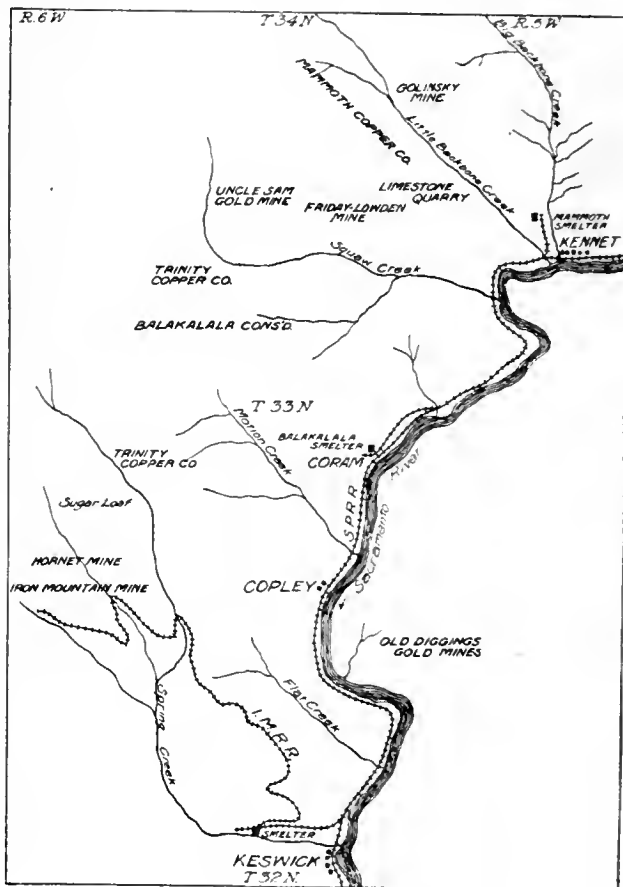 R.6W T 34N R.5W
Big Backbone Creek
GOLINSKY
MINE
MAMMOTH COPPER CO.
Little Backbone Creek
UNCLE SAM
GOLD MINE
LIMESTONE
QUARRY
FRIDAY-LOWDEN
MINE
MAMMOTH
SMELTER
KENNET
Squaw Creek
TRINITY
COPPER CO.
BALAKALALA CONS'D.
T 33N
Motion Creek
BALAKALALA
SMELTER
CORAM
TRINITY
COPPER CO
S.P.R.R.
Sacramento River
Sugar Loaf
HORNET MINE
IRON MOUNTAIN MINE
COPLEY
OLD DIGGINGS
GOLD MINES
Flat Creek
I.M.R.R.
Spring Creek
SMELTER
KESWICK
T 32N.